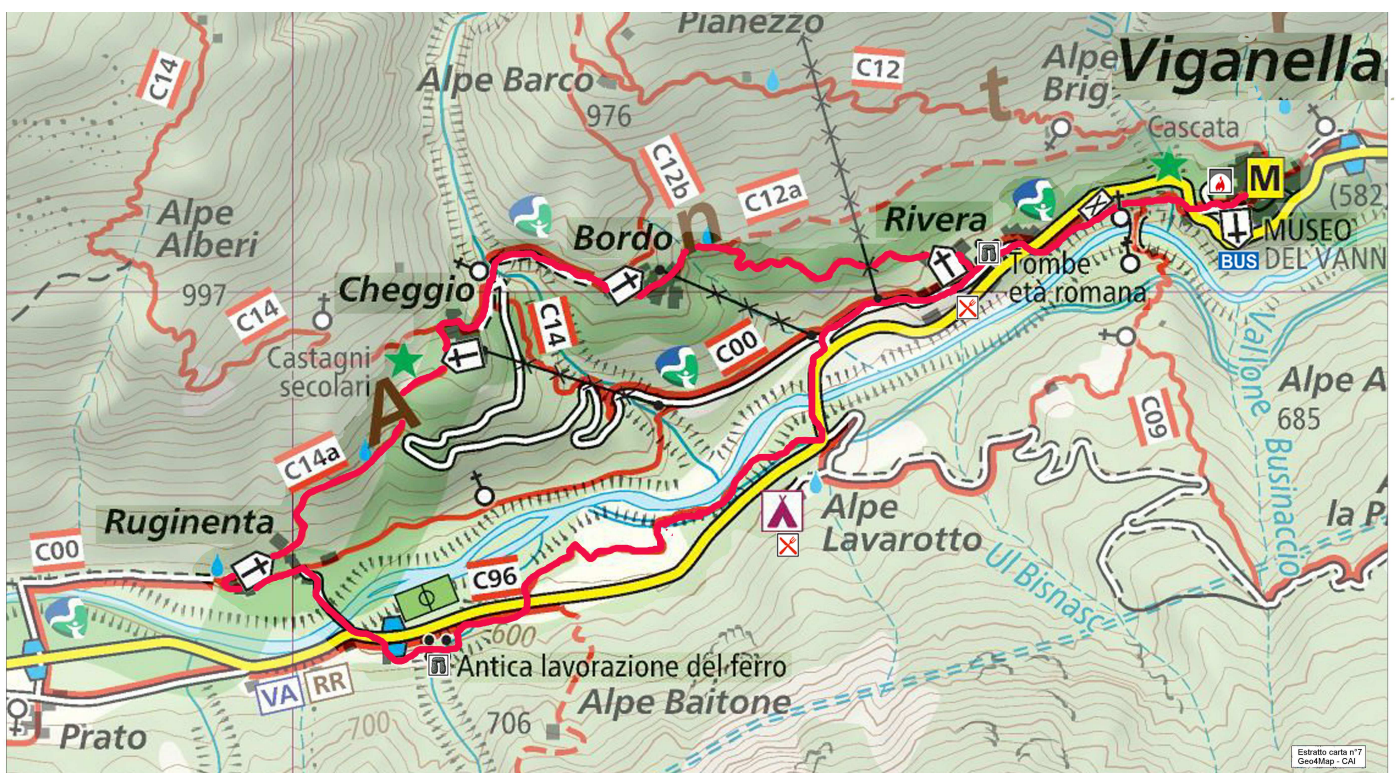 Pianezzo
C14
Alpe Barco
976
C12
Alpe
Brig
Viganella
t
Cascata
M
(582
C12b
C12a
n
Alpe
Alberi
997
C14
Bordo
Rivera
MUSEO
DEL VANN
BUS
Tombe
età romana
Cheggio
C14
C00
Castagni
secolari
A
Vallone Businaccio
Alpe A
685
C09
C14a
Ruginenta
C00
Alpe
Lavarotto
la P
Ul Bisnasc
C96
600
Antica lavorazione del ferro
VA
RR
700
706
Alpe Baitone
Prato
Estratto carta n°7
Geo4Map - CAI